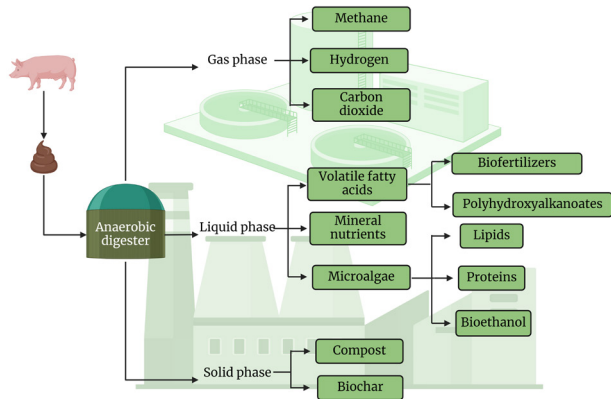 Methane
Gas phase
Hydrogen
Carbon
dioxide
Volatile fatty
acids
Biofertilizers
Polyhydroxyalkanoates
Anaerobic
digester
Liquid phase
Mineral
nutrients
Lipids
Microalgae
Proteins
Bioethanol
Solid phase
Compost
Biochar